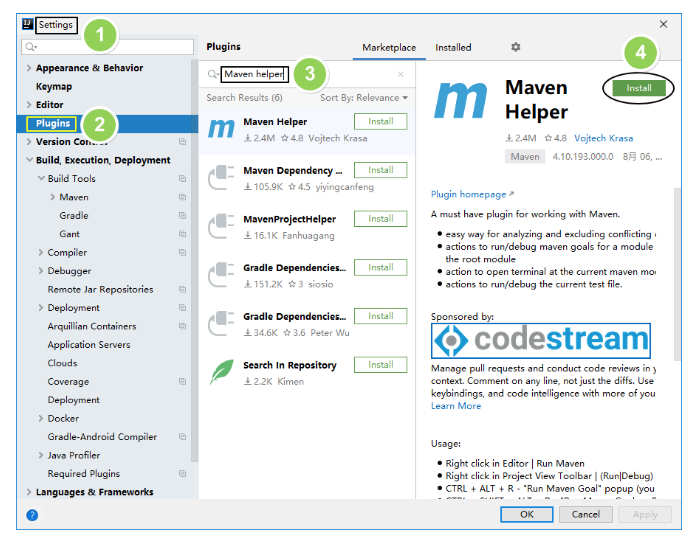 Settings
1
Plugins
Marketplace
Installed
4
Appearance & Behavior
Keymap
Editor
Plugins
2
Version Control
Build, Execution, Deployment
Build Tools
Maven
Gradle
Gant
Compiler
Debugger
Remote Jar Repositories
Deployment
Arquillian Containers
Application Servers
Clouds
Coverage
Deployment
Docker
Gradle-Android Compiler
Java Profiler
Required Plugins
Languages & Frameworks
Maven helper
3
Search Results (6)
Sort By: Relevance
Maven Helper
Install
2.4M 4.8 Vojtech Krasa
Maven Dependency ...
Install
105.9K 4.5 yiyingcanfeng
MavenProjectHelper
Install
16.1K Fanhuagang
Gradle Dependencies...
Install
151.2K 3 siosio
Gradle Dependencies...
Install
34.6K 3.6 Peter Wu
Search In Repository
Install
2.2K Kimen
m
Maven
Helper
Install
2.4M 4.8 Vojtech Krasa
Maven 4.10.193.000.0 8月 06, ...
Plugin homepage
A must have plugin for working with Maven.
easy way for analyzing and excluding conflicting
actions to run/debug maven goals for a module
the root module
action to open terminal at the current maven mo
actions to run/debug the current test file.
Sponsored by:
codestream
Manage pull requests and conduct code reviews in y
context. Comment on any line, not just the diffs. Use
keybindings, and code intelligence with more of you
Learn More
Usage:
Right click in Editor | Run Maven
Right click in Project View Toolbar | (Run|Debug)
CTRL + ALT + R - "Run Maven Goal" popup (you
?
OK
Cancel
Apply